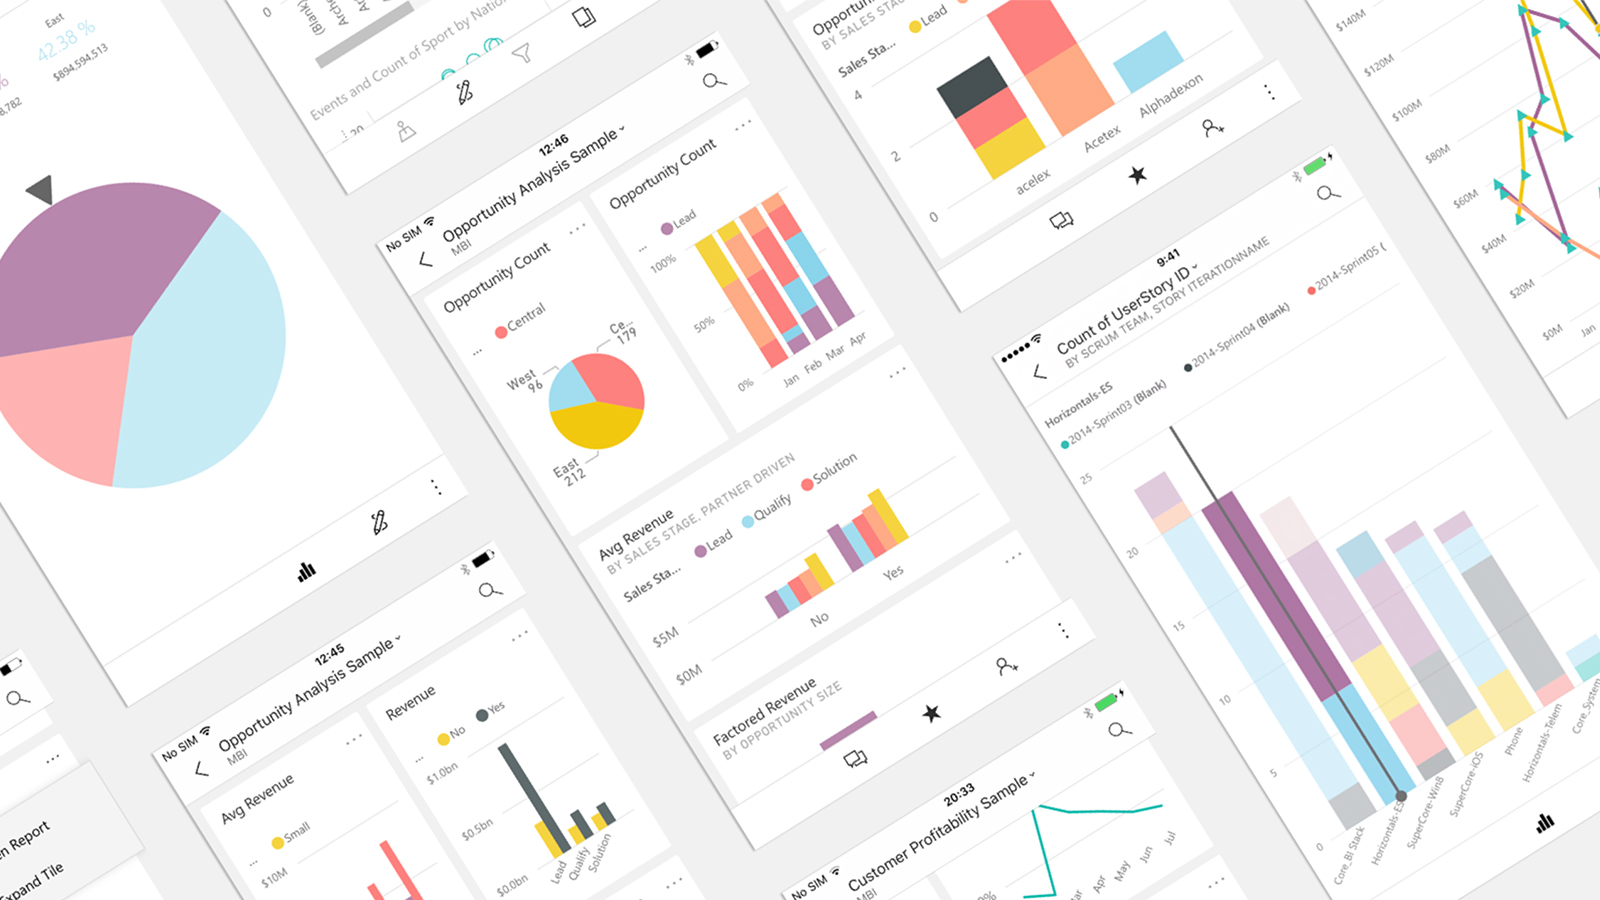 East
42.38 %
$894,594,513
%
8,782
0
(Blank)
Events and Count of Sport by Nation
20
No SIM
12:46
Opportunity Analysis Sample
MBI
Opportunity Count
...
Central
Ce...
179
West
96
East
212
Opportunity Count
...
Lead
100%
50%
0%
Jan
Feb
Mar
Apr
Avg Revenue
BY SALES STAGE, PARTNER DRIVEN
Sales Sta...
Lead
Qualify
Solution
$5M
$0M
No
Yes
Factored Revenue
BY OPPORTUNITY SIZE
BY SALES STAG
Sales Sta...
Lead
4
2
0
acelex
Acetex
Alphadexon
9:41
Count of UserStory ID
BY SCRUM TEAM, STORY ITERATIONNAME
Horizontals-ES
2014-Sprint03 (Blank)
2014-Sprint04 (Blank)
2014-Sprint05 (
25
20
15
10
5
0
Core_BI Stack
Horizontals-ES
SuperCore-Win8
SuperCore-iOS
Phone
Horizontals-Telem
Core_System
$140M
$120M
$100M
$80M
$60M
$40M
$20M
$0M
Jan
No SIM
12:45
Opportunity Analysis Sample
MBI
Avg Revenue
...
Small
$10M
Revenue
...
No
Yes
$1.0bn
$0.5bn
$0.0bn
Lead
Qualify
Solution
en Report
xpand Tile
No SIM
20:33
Customer Profitability Sample
MBI
0%
ar
Apr
May
Jun
Jul